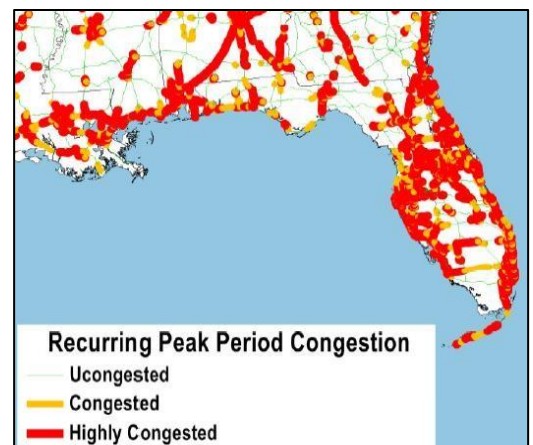 Recurring Peak Period Congestion
Ucongested
Congested
Highly Congested